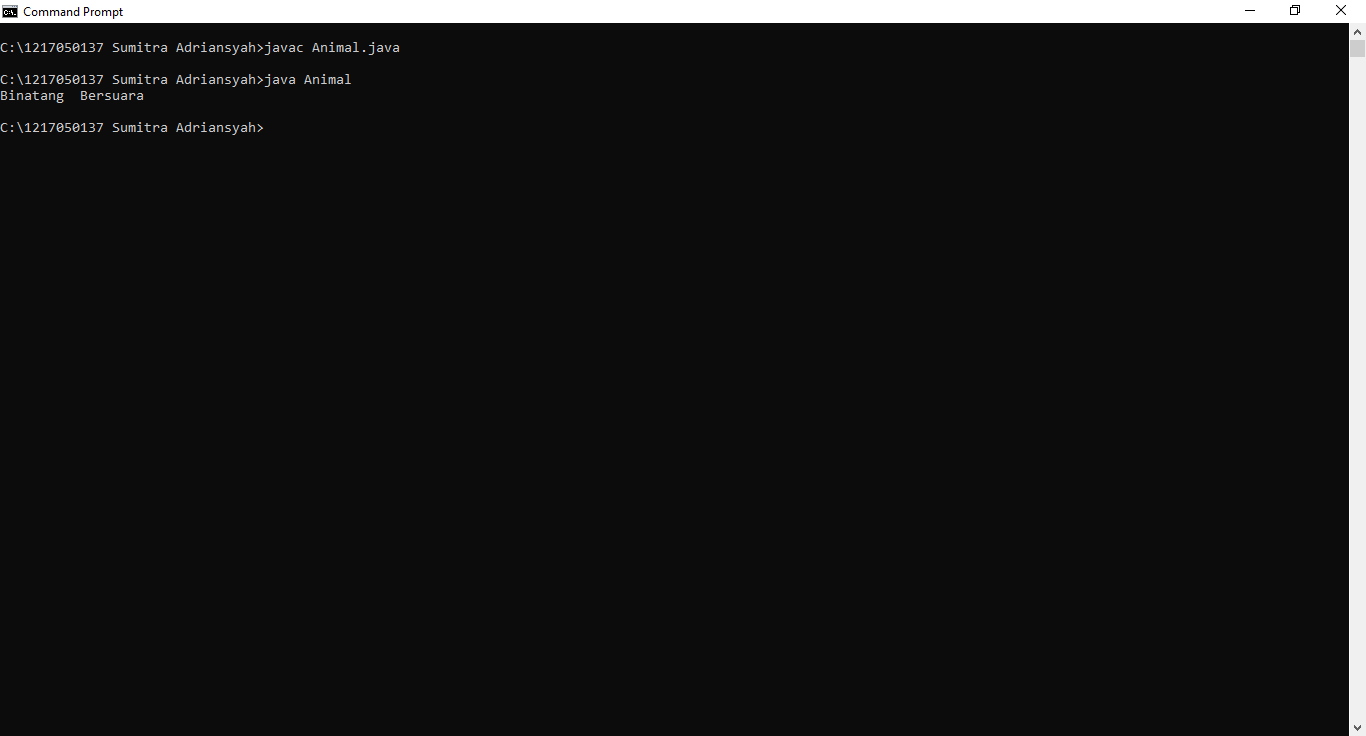 Command Prompt
C:\1217050137 Sumitra Adriansyah>javac Animal.java
C:\1217050137 Sumitra Adriansyah>java Animal
Binatang  Bersuara
C:\1217050137 Sumitra Adriansyah>